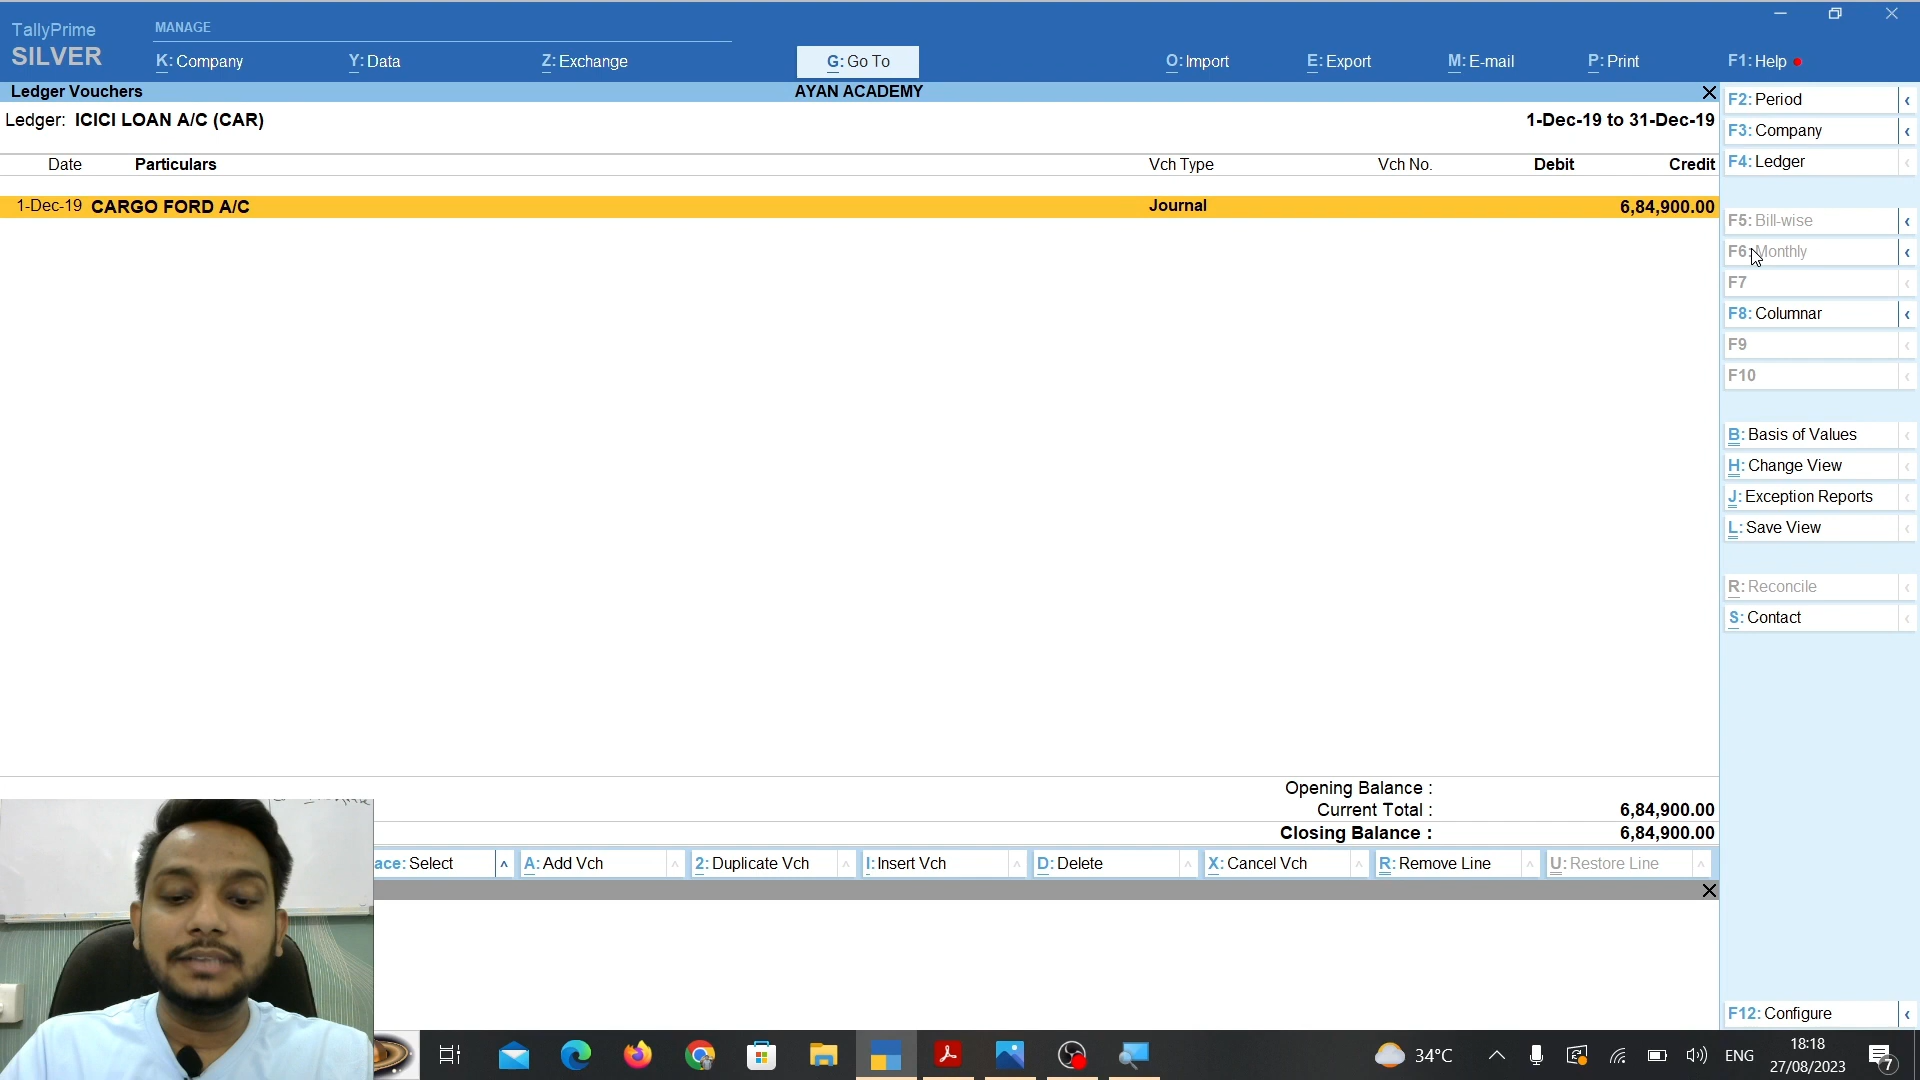 TallyPrime
SILVER
MANAGE
K: Company
Y: Data
Z: Exchange
G: Go To
O: Import
E: Export
M: E-mail
P: Print
F1: Help
Ledger Vouchers
AYAN ACADEMY
Ledger: ICICI LOAN A/C (CAR)
1-Dec-19 to 31-Dec-19
Date Particulars Vch Type Vch No. Debit Credit
1-Dec-19 CARGO FORD A/C Journal 6,84,900.00
Opening Balance :
Current Total : 6,84,900.00
Closing Balance : 6,84,900.00
ace: Select
A: Add Vch
2: Duplicate Vch
I: Insert Vch
D: Delete
X: Cancel Vch
R: Remove Line
U: Restore Line
F2: Period
F3: Company
F4: Ledger
F5: Bill-wise
F6: Monthly
F7
F8: Columnar
F9
F10
B: Basis of Values
H: Change View
J: Exception Reports
L: Save View
R: Reconcile
S: Contact
F12: Configure
34°C
ENG
18:18
27/08/2023
7